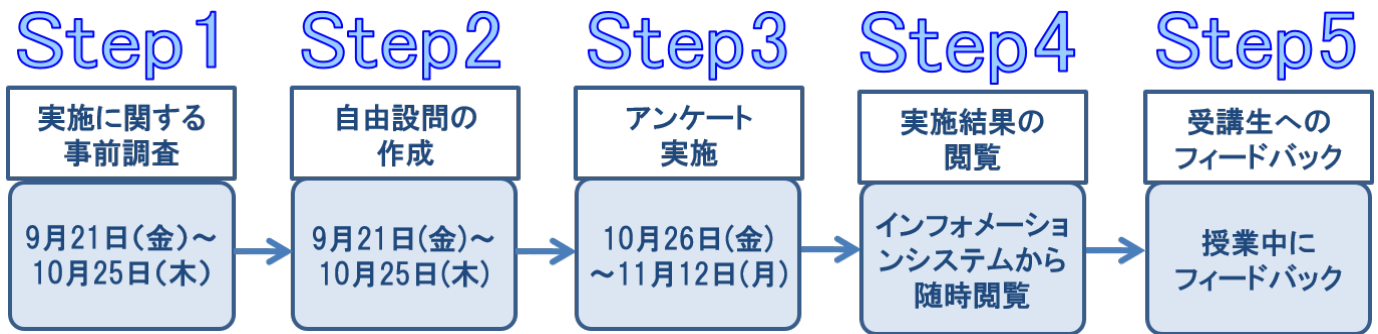 Step1
実施に関する
事前調査
9月21日(金)～
10月25日(木)
Step2
自由設問の
作成
9月21日(金)～
10月25日(木)
Step3
アンケート
実施
10月26日(金)
～11月12日(月)
Step4
実施結果の
閲覧
インフォメーショ
ンシステムから
随時閲覧
Step5
受講生への
フィードバック
授業中に
フィードバック